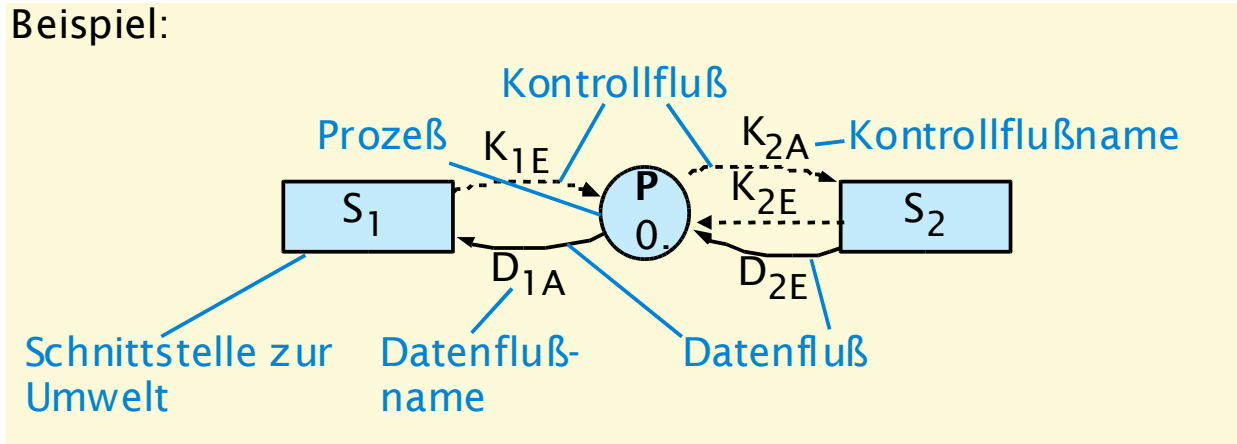 Beispiel:
Kontrollfluß
Prozeß
K1E
K2A
Kontrollflußname
P
K2E
S1
S2
0.
D1A
D2E
Schnittstelle zur
Umwelt
Datenfluß-
name
Datenfluß